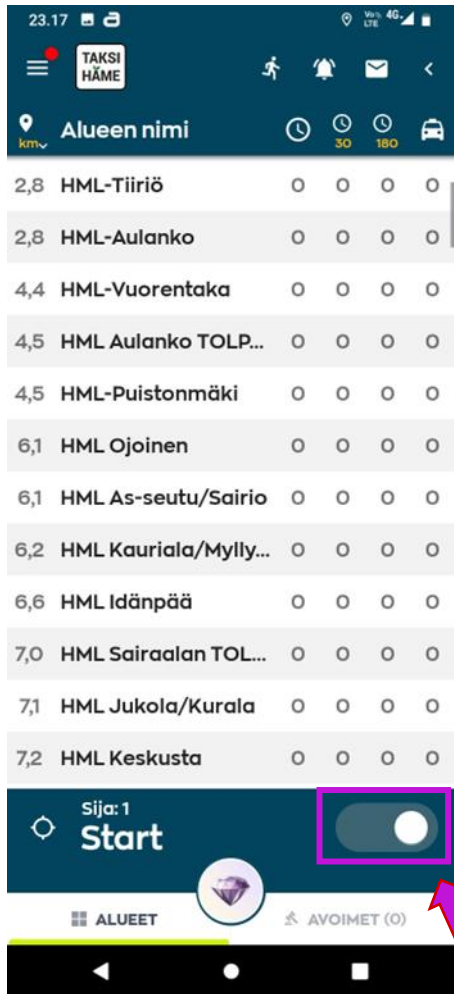 23.17 Vo)) LTE 4G
TAKSI HÄME
km Alueen nimi 30 180
2,8 HML-Tiiriö 0 0 0 0
2,8 HML-Aulanko 0 0 0 0
4,4 HML-Vuorentaka 0 0 0 0
4,5 HML Aulanko TOLP... 0 0 0 0
4,5 HML-Puistonmäki 0 0 0 0
6,1 HML Ojoinen 0 0 0 0
6,1 HML As-seutu/Sairio 0 0 0 0
6,2 HML Kauriala/Mylly... 0 0 0 0
6,6 HML Idänpää 0 0 0 0
7,0 HML Sairaalan TOL... 0 0 0 0
7,1 HML Jukola/Kurala 0 0 0 0
7,2 HML Keskusta 0 0 0 0
Sija: 1
Start
ALUEET AVOIMET (0)